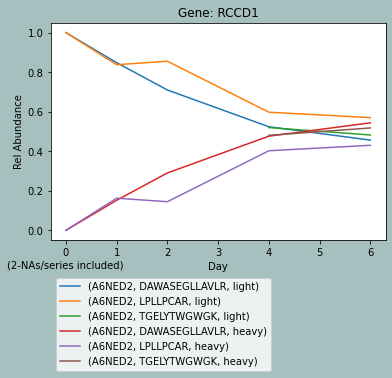 Gene: RCCD1
1.0
0.8
0.6
0.4
0.2
0.0
Rel Abundance
0 1 2 3 4 5 6
(2-NAs/series included)
Day
(A6NED2, DAWASEGLLAVLR, light)
(A6NED2, LPLLPCAR, light)
(A6NED2, TGELYTWGWGK, light)
(A6NED2, DAWASEGLLAVLR, heavy)
(A6NED2, LPLLPCAR, heavy)
(A6NED2, TGELYTWGWGK, heavy)